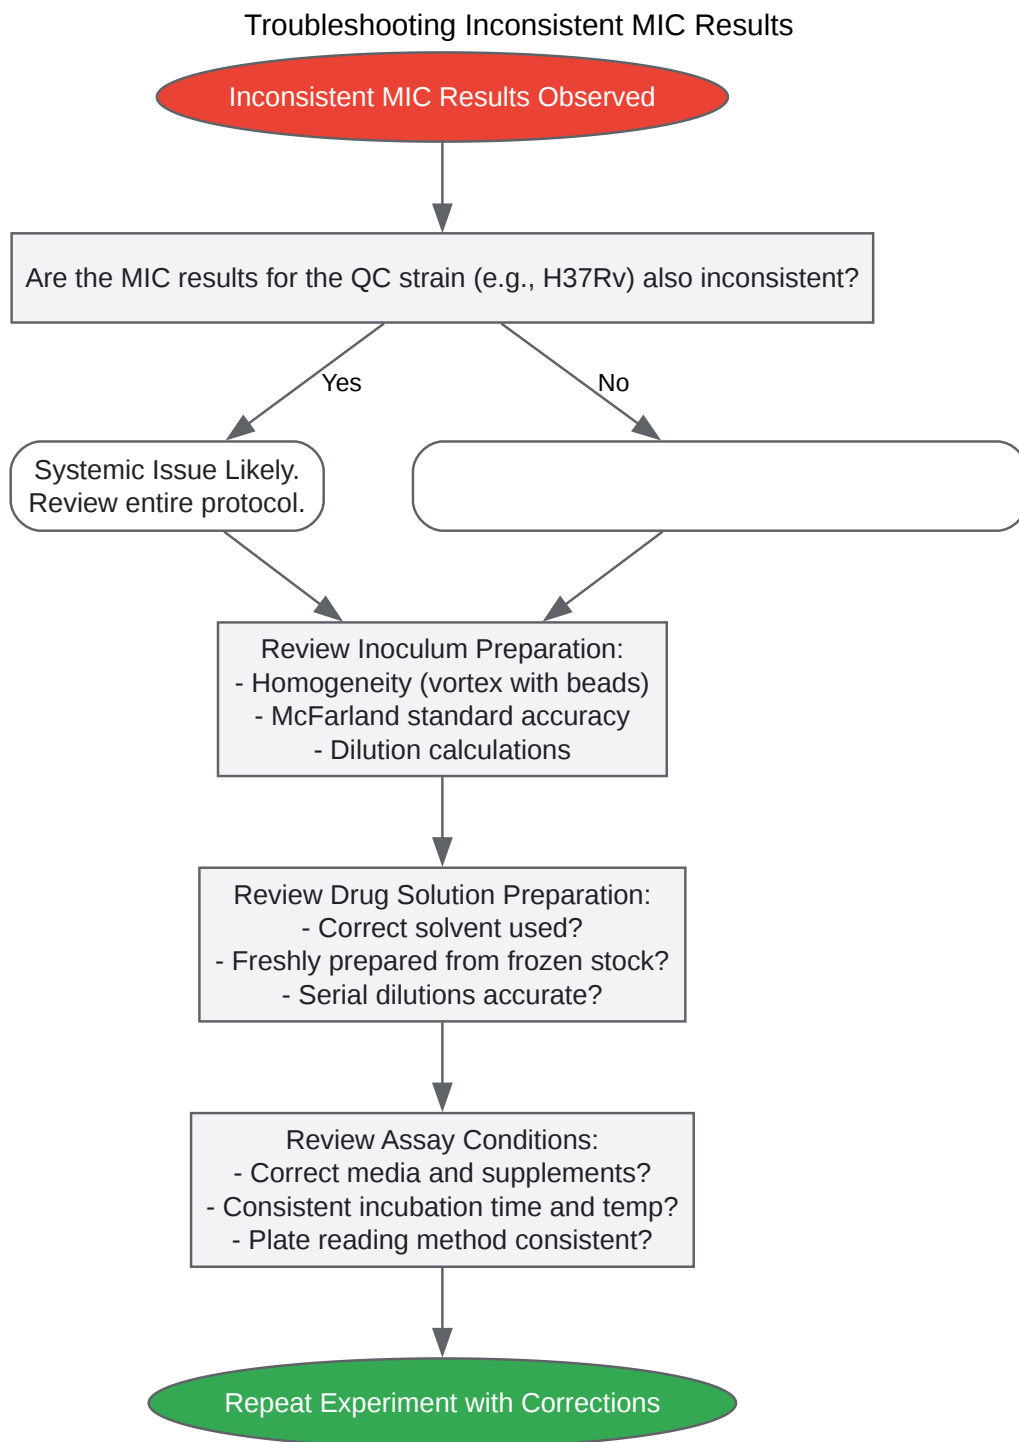 Troubleshooting Inconsistent MIC Results
Inconsistent MIC Results Observed
Are the MIC results for the QC strain (e.g., H37Rv) also inconsistent?
Yes
No
Systemic Issue Likely.
Review entire protocol.
Review Inoculum Preparation:
- Homogeneity (vortex with beads)
- McFarland standard accuracy
- Dilution calculations
Review Drug Solution Preparation:
- Correct solvent used?
- Freshly prepared from frozen stock?
- Serial dilutions accurate?
Review Assay Conditions:
- Correct media and supplements?
- Consistent incubation time and temp?
- Plate reading method consistent?
Repeat Experiment with Corrections